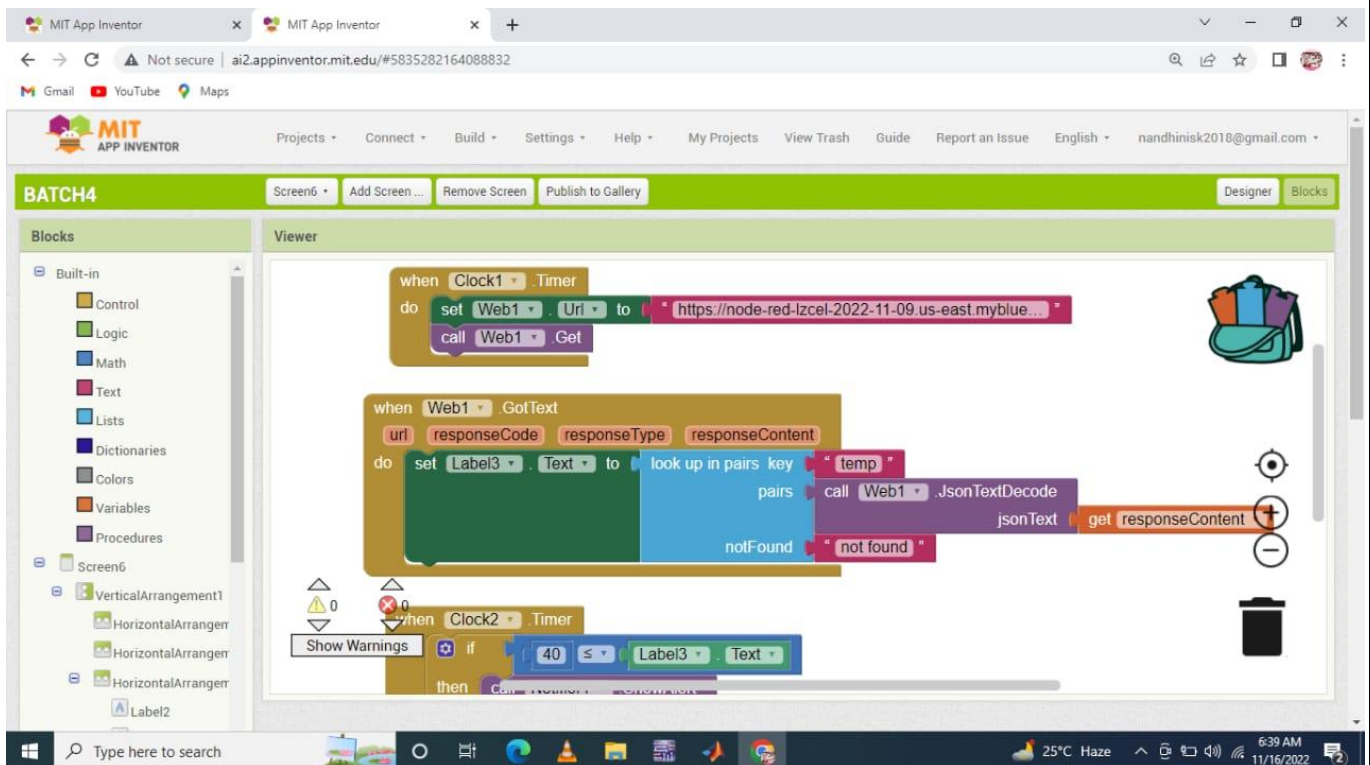 MIT App Inventor
MIT App Inventor
Not secure
ai2.appinventor.mit.edu/#5835282164088832
Gmail
YouTube
Maps
MIT
APP INVENTOR
Projects
Connect
Build
Settings
Help
My Projects
View Trash
Guide
Report an Issue
English
nandhinisk2018@gmail.com
BATCH4
Screen6
Add Screen ...
Remove Screen
Publish to Gallery
Designer
Blocks
Blocks
Viewer
Built-in
Control
Logic
Math
Text
Lists
Dictionaries
Colors
Variables
Procedures
Screen6
VerticalArrangement1
HorizontalArrangem
HorizontalArrangem
HorizontalArrangem
Label2
when Clock1 .Timer
do set Web1 . Url to " https://node-red-lzcel-2022-11-09.us-east.myblue... "
call Web1 .Get
when Web1 .GotText
url responseCode responseType responseContent
do set Label3 . Text to look up in pairs key " temp "
pairs call Web1 .JsonTextDecode
jsonText get responseContent
notFound " not found "
0 0
Show Warnings
when Clock2 .Timer
if 40 ≤ Label3 . Text
then
Type here to search
25°C Haze
6:39 AM
11/16/2022
2